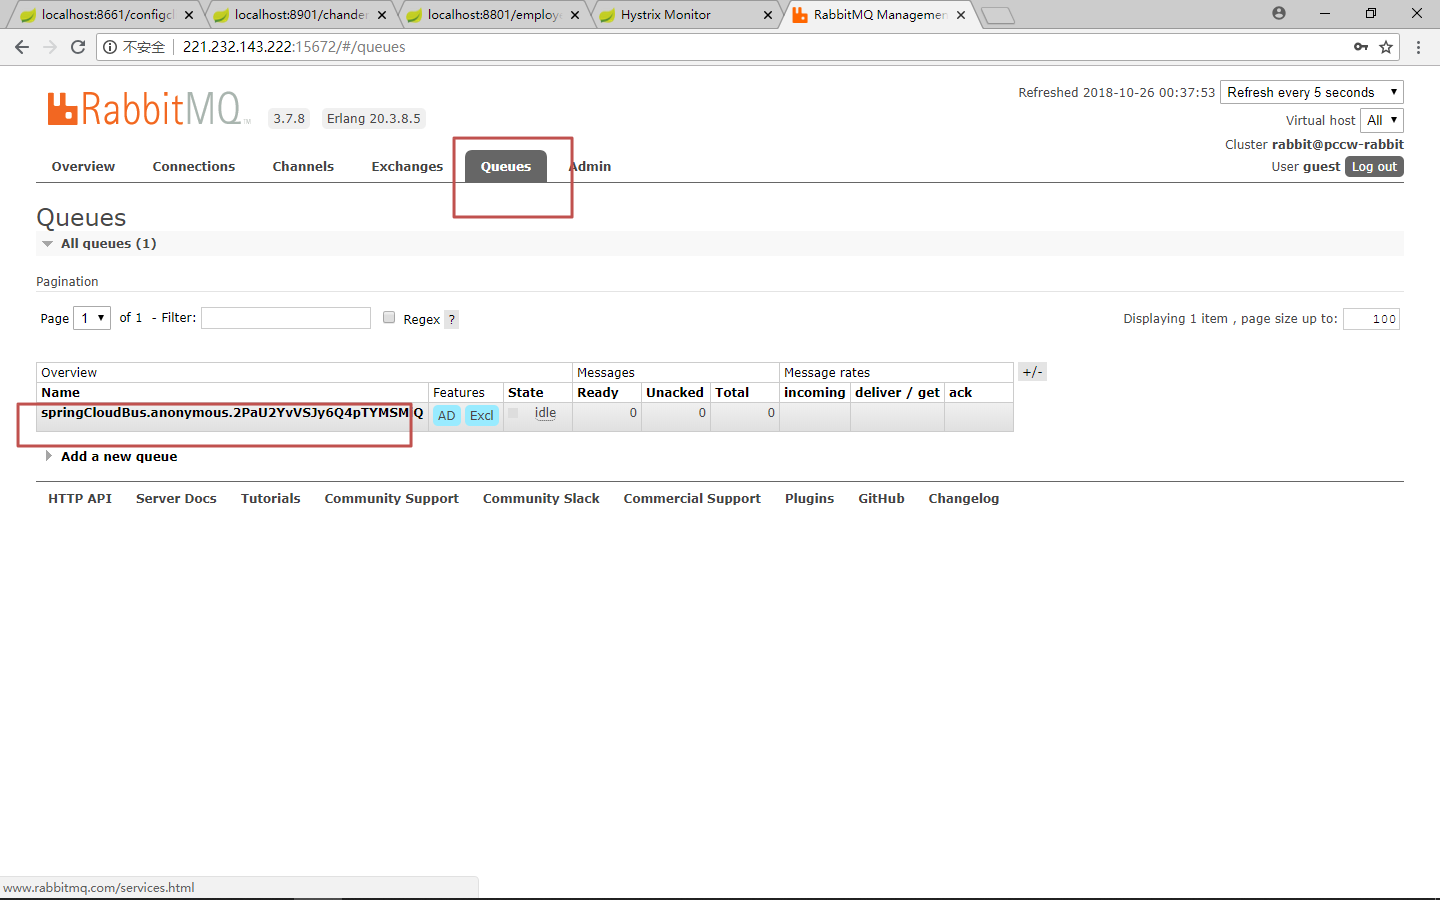 localhost:8661/configcl
localhost:8901/chander
localhost:8801/employe
Hystrix Monitor
RabbitMQ Managemen
不安全 221.232.143.222:15672/#/queues
Refreshed 2018-10-26 00:37:53 Refresh every 5 seconds
RabbitMQ TM 3.7.8 Erlang 20.3.8.5
Virtual host All
Cluster rabbit@pccw-rabbit
User guest Log out
Overview Connections Channels Exchanges Queues Admin
Queues
All queues (1)
Pagination
Page 1 of 1 - Filter: Regex ? Displaying 1 item , page size up to: 100
Overview Messages Message rates +/-
Name Features State Ready Unacked Total incoming deliver / get ack
springCloudBus.anonymous.2PaU2YvVSJy6Q4pTYMSMIQ AD Excl idle 0 0 0
Add a new queue
HTTP API Server Docs Tutorials Community Support Community Slack Commercial Support Plugins GitHub Changelog
www.rabbitmq.com/services.html